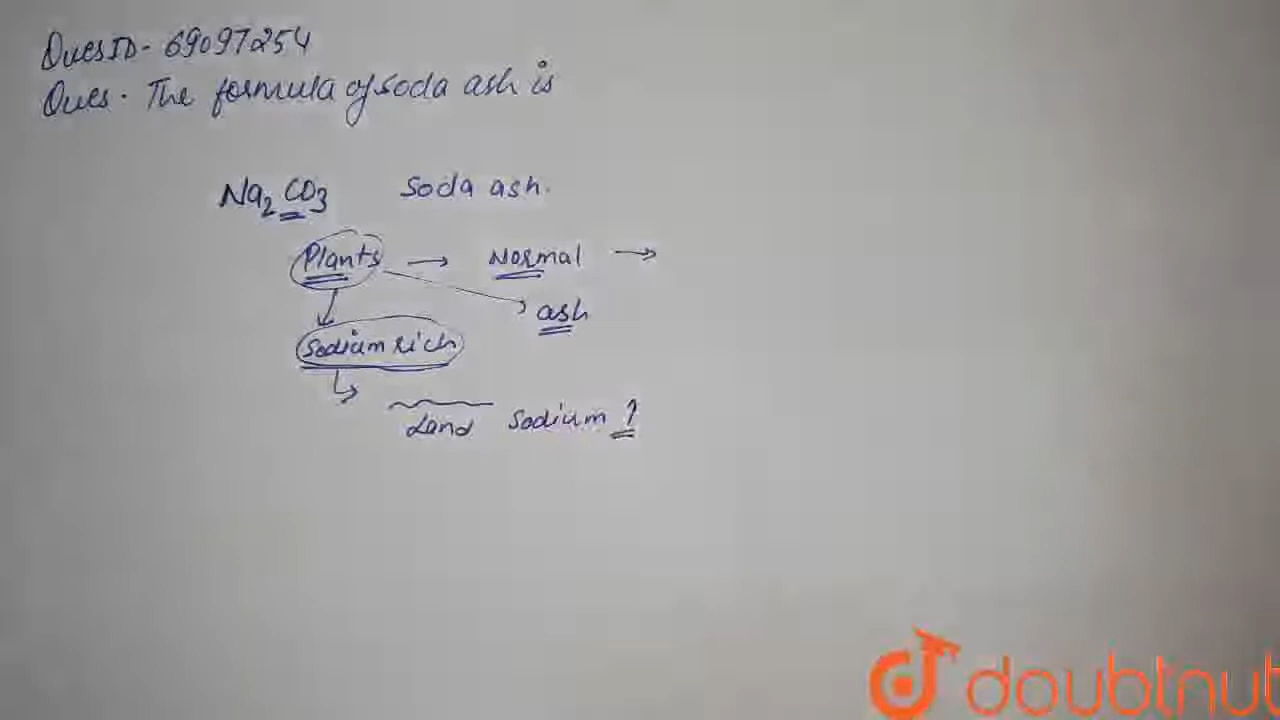 QuesID- 69097254
Ques. The formula of soda ash is
Na2CO3 Soda ash.
Plants → Normal →
ash
Sodium rich
Land Sodium ?
doubtnut